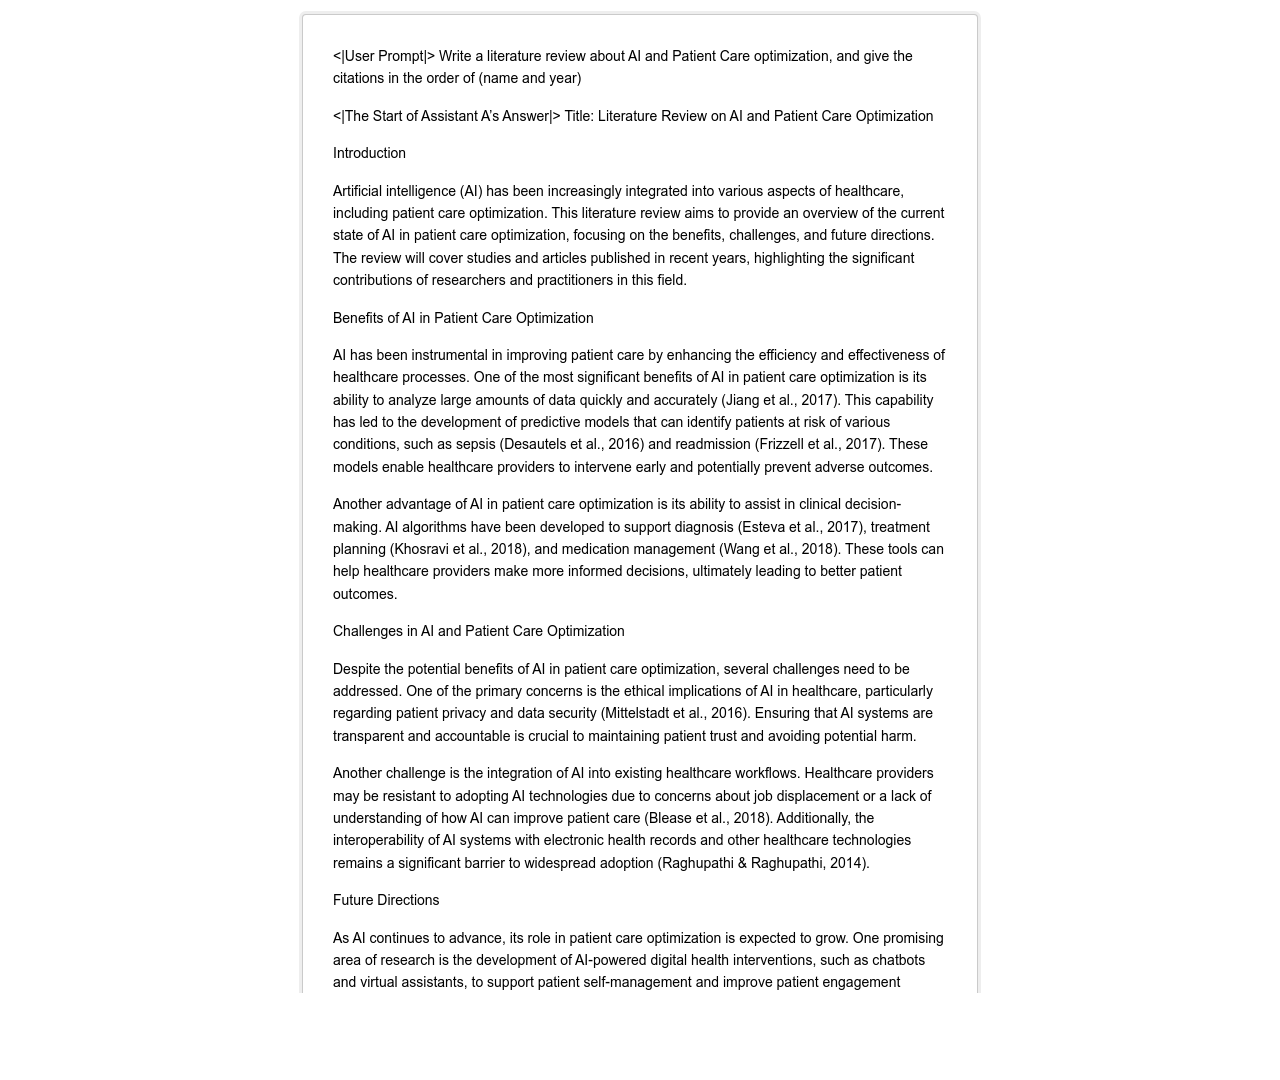 <|User Prompt|> Write a literature review about AI and Patient Care optimization, and give the
citations in the order of (name and year)
<|The Start of Assistant A’s Answer|> Title: Literature Review on AI and Patient Care Optimization
Introduction
Artificial intelligence (AI) has been increasingly integrated into various aspects of healthcare,
including patient care optimization. This literature review aims to provide an overview of the current
state of AI in patient care optimization, focusing on the benefits, challenges, and future directions.
The review will cover studies and articles published in recent years, highlighting the significant
contributions of researchers and practitioners in this field.
Benefits of AI in Patient Care Optimization
AI has been instrumental in improving patient care by enhancing the efficiency and effectiveness of
healthcare processes. One of the most significant benefits of AI in patient care optimization is its
ability to analyze large amounts of data quickly and accurately (Jiang et al., 2017). This capability
has led to the development of predictive models that can identify patients at risk of various
conditions, such as sepsis (Desautels et al., 2016) and readmission (Frizzell et al., 2017). These
models enable healthcare providers to intervene early and potentially prevent adverse outcomes.
Another advantage of AI in patient care optimization is its ability to assist in clinical decision-
making. AI algorithms have been developed to support diagnosis (Esteva et al., 2017), treatment
planning (Khosravi et al., 2018), and medication management (Wang et al., 2018). These tools can
help healthcare providers make more informed decisions, ultimately leading to better patient
outcomes.
Challenges in AI and Patient Care Optimization
Despite the potential benefits of AI in patient care optimization, several challenges need to be
addressed. One of the primary concerns is the ethical implications of AI in healthcare, particularly
regarding patient privacy and data security (Mittelstadt et al., 2016). Ensuring that AI systems are
transparent and accountable is crucial to maintaining patient trust and avoiding potential harm.
Another challenge is the integration of AI into existing healthcare workflows. Healthcare providers
may be resistant to adopting AI technologies due to concerns about job displacement or a lack of
understanding of how AI can improve patient care (Blease et al., 2018). Additionally, the
interoperability of AI systems with electronic health records and other healthcare technologies
remains a significant barrier to widespread adoption (Raghupathi & Raghupathi, 2014).
Future Directions
As AI continues to advance, its role in patient care optimization is expected to grow. One promising
area of research is the development of AI-powered digital health interventions, such as chatbots
and virtual assistants, to support patient self-management and improve patient engagement